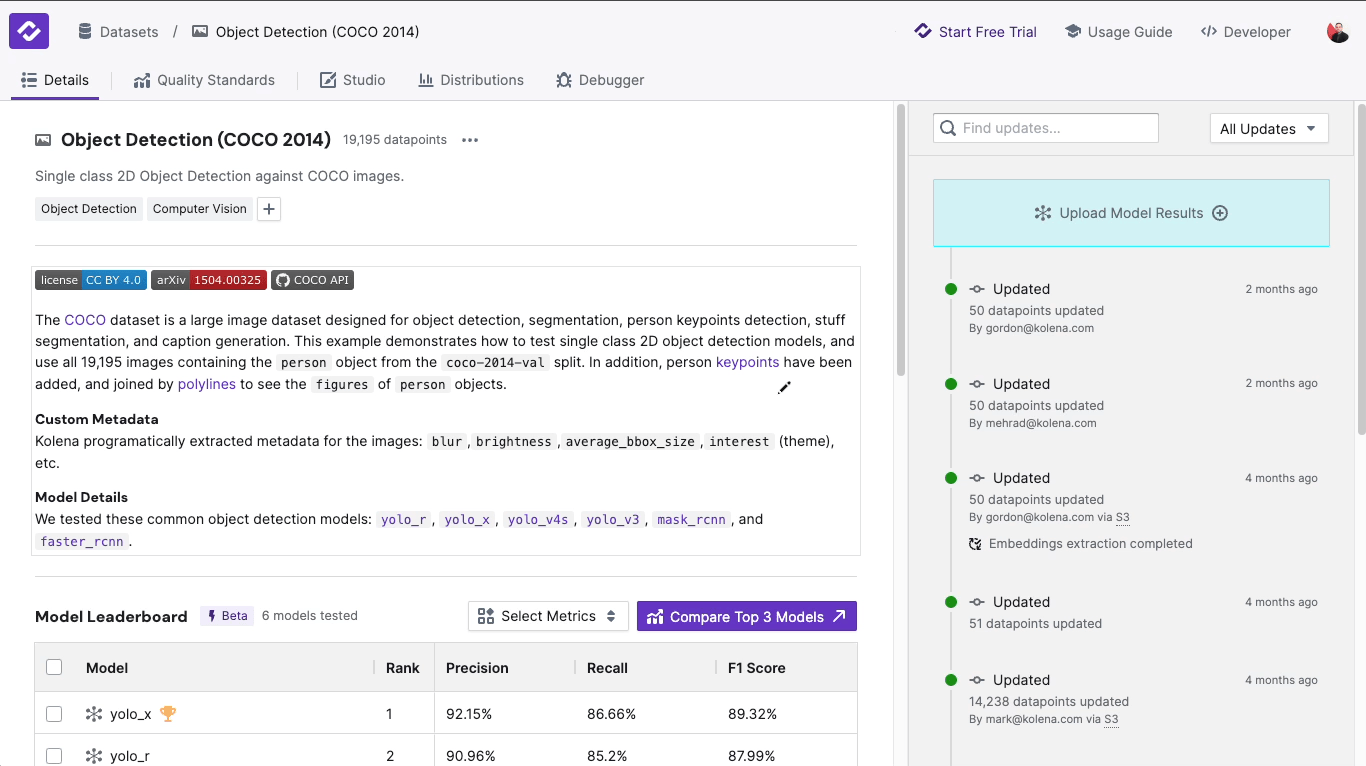 Datasets / Object Detection (COCO 2014)
Start Free Trial
Usage Guide
Developer
Details
Quality Standards
Studio
Distributions
Debugger
Object Detection (COCO 2014) 19,195 datapoints
Single class 2D Object Detection against COCO images.
Object Detection
Computer Vision
license CC BY 4.0 arXiv 1504.00325 COCO API
The COCO dataset is a large image dataset designed for object detection, segmentation, person keypoints detection, stuff
segmentation, and caption generation. This example demonstrates how to test single class 2D object detection models, and
use all 19,195 images containing the person object from the coco-2014-val split. In addition, person keypoints have been
added, and joined by polylines to see the figures of person objects.
Custom Metadata
Kolena programatically extracted metadata for the images: blur, brightness, average_bbox_size, interest (theme),
etc.
Model Details
We tested these common object detection models: yolo_r, yolo_x, yolo_v4s, yolo_v3, mask_rcnn, and
faster_rcnn.
Model Leaderboard Beta 6 models tested
Select Metrics
Compare Top 3 Models
Model Rank Precision Recall F1 Score
yolo_x 1 92.15% 86.66% 89.32%
yolo_r 2 90.96% 85.2% 87.99%
Find updates...
All Updates
Upload Model Results
Updated 2 months ago
50 datapoints updated
By gordon@kolena.com
Updated 2 months ago
50 datapoints updated
By mehrad@kolena.com
Updated 4 months ago
50 datapoints updated
By gordon@kolena.com via S3
Embeddings extraction completed
Updated 4 months ago
51 datapoints updated
Updated 4 months ago
14,238 datapoints updated
By mark@kolena.com via S3